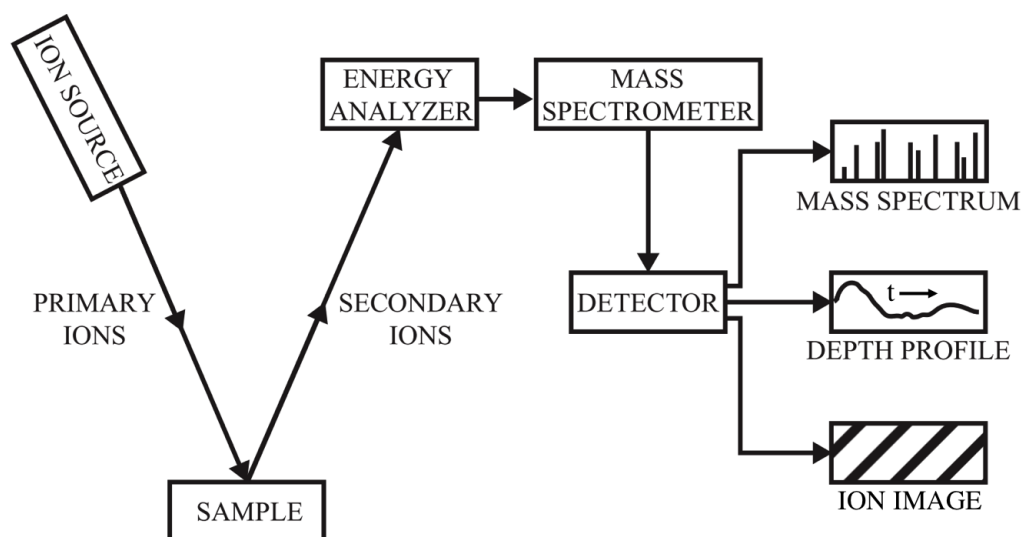 ION SOURCE
ENERGY
ANALYZER
MASS
SPECTROMETER
MASS SPECTRUM
PRIMARY
IONS
SECONDARY
IONS
DETECTOR
t
DEPTH PROFILE
SAMPLE
ION IMAGE